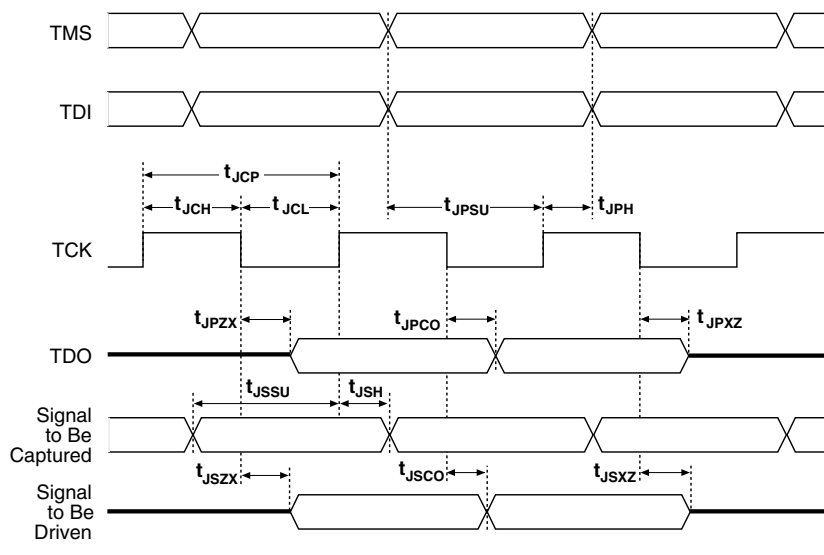 TMS
TDI
tJCP
tJCH tJCL tJPSU tJPH
TCK
tJPZX tJPCO tJPXZ
TDO
tJSSU tJSH
Signal
to Be
Captured
tJSZX tJSCO tJSXZ
Signal
to Be
Driven